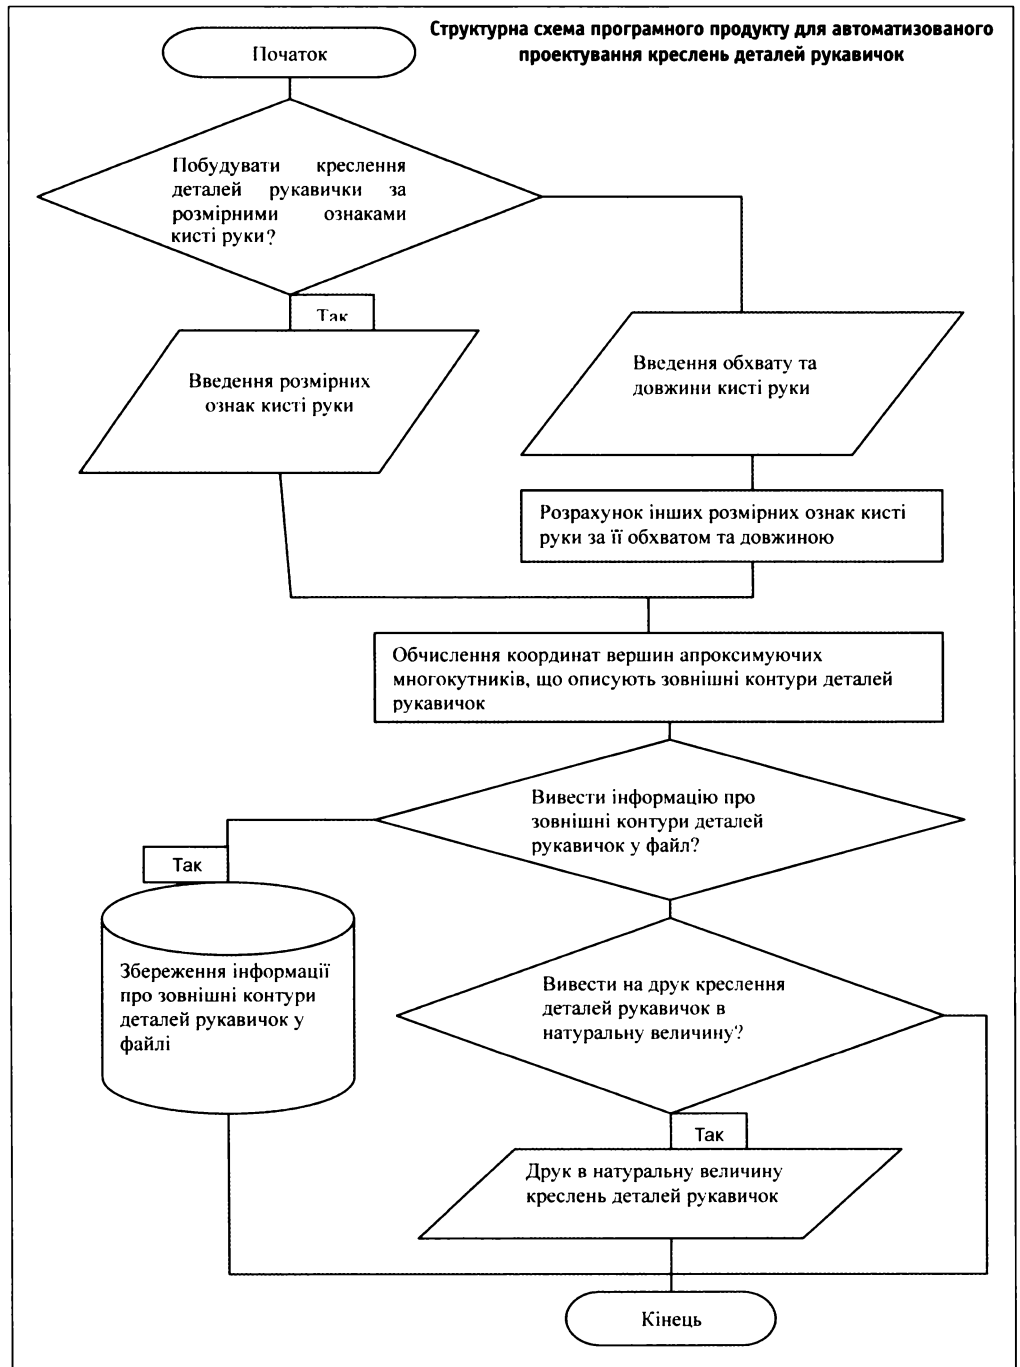 Структурна схема програмного продукту для автоматизованого
проектування креслень деталей рукавичок
Початок
Побудувати креслення
деталей рукавички за
розмірними ознаками
кисті руки?
Так
Введення розмірних
ознак кисті руки
Введення обхвату та
довжини кисті руки
Розрахунок інших розмірних ознак кисті
руки за її обхватом та довжиною
Обчислення координат вершин апроксимуючих
многокутників, що описують зовнішні контури деталей
рукавичок
Вивести інформацію про
зовнішні контури деталей
рукавичок у файл?
Так
Збереження інформації
про зовнішні контури
деталей рукавичок у
файлі
Вивести на друк креслення
деталей рукавичок в
натуральну величину?
Так
Друк в натуральну величину
креслень деталей рукавичок
Кінець